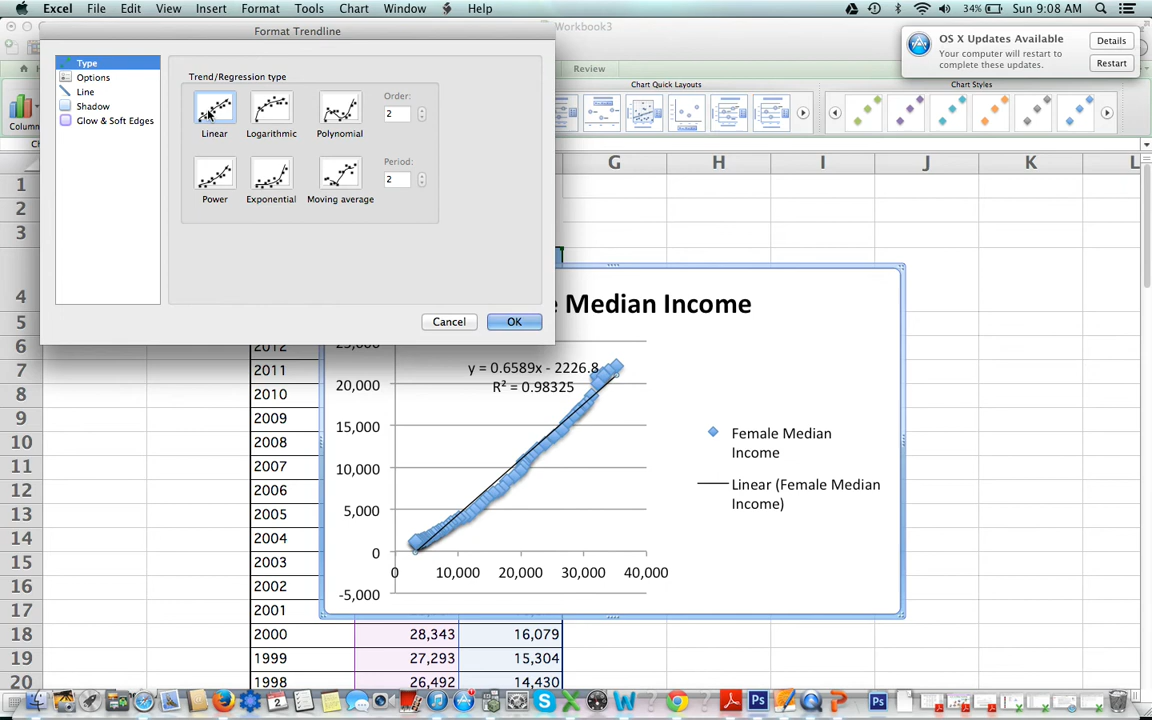 Excel File Edit View Insert Format Tools Chart Window Help 34% Sun 9:08 AM
Format Trendline
Workbook3
OS X Updates Available
Your computer will restart to complete these updates.
Details
Restart
Type
Options
Line
Shadow
Glow & Soft Edges
Trend/Regression type
Linear Logarithmic Polynomial
Order:
2
Power Exponential Moving average
Period:
2
Cancel OK
Review
Column
Chart Quick Layouts Chart Styles
G H I J K L
1
2
3
4
5
6
7
8
9
10
11
12
13
14
15
16
17
18
19
20
2012
2011
2010
2009
2008
2007
2006
2005
2004
2003
2002
2001
2000 28,343 16,079
1999 27,293 15,304
1998 26,492 14,430
Median Income
y = 0.6589x - 2226.8
R² = 0.98325
25,000
20,000
15,000
10,000
5,000
0
-5,000
0 10,000 20,000 30,000 40,000
Female Median
Income
Linear (Female Median
Income)